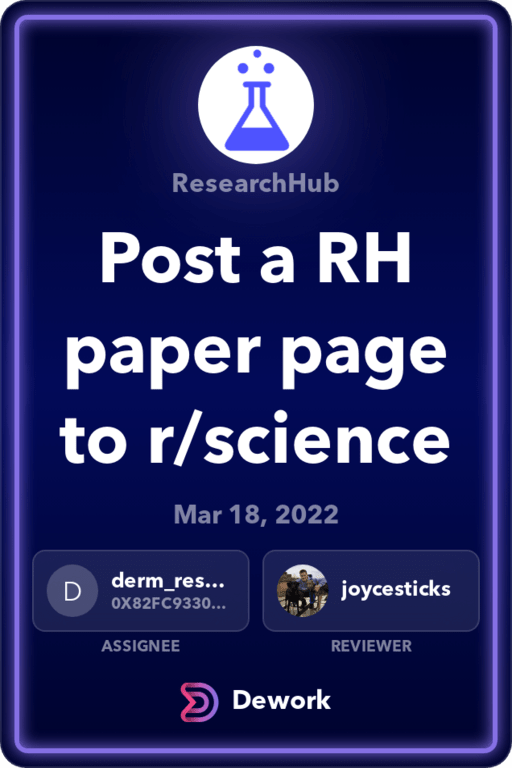 ResearchHub
Post a RH
paper page
to r/science
Mar 18, 2022
D
derm_res...
0X82FC9330...
joycesticks
ASSIGNEE
REVIEWER
Dework